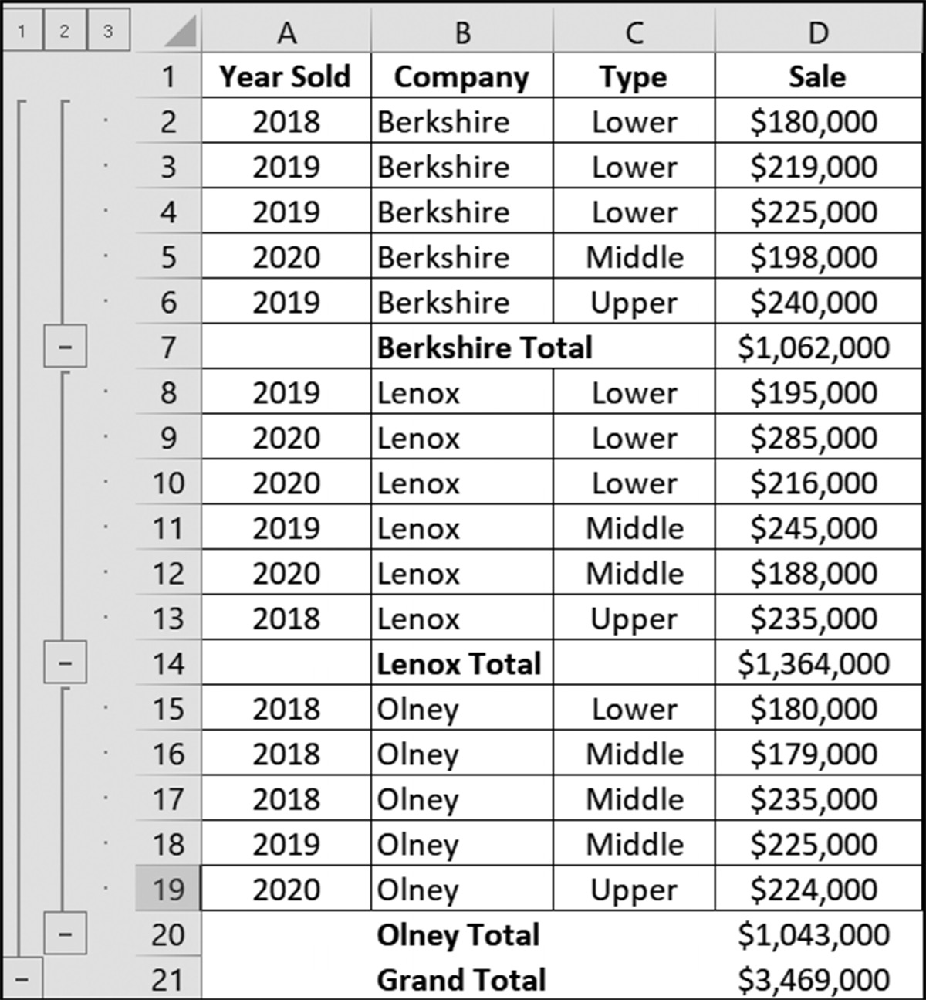 1 2 3 A B C D
1 Year Sold Company Type Sale
2 2018 Berkshire Lower $180,000
3 2019 Berkshire Lower $219,000
4 2019 Berkshire Lower $225,000
5 2020 Berkshire Middle $198,000
6 2019 Berkshire Upper $240,000
7 Berkshire Total $1,062,000
8 2019 Lenox Lower $195,000
9 2020 Lenox Lower $285,000
10 2020 Lenox Lower $216,000
11 2019 Lenox Middle $245,000
12 2020 Lenox Middle $188,000
13 2018 Lenox Upper $235,000
14 Lenox Total $1,364,000
15 2018 Olney Lower $180,000
16 2018 Olney Middle $179,000
17 2018 Olney Middle $235,000
18 2019 Olney Middle $225,000
19 2020 Olney Upper $224,000
20 Olney Total $1,043,000
21 Grand Total $3,469,000